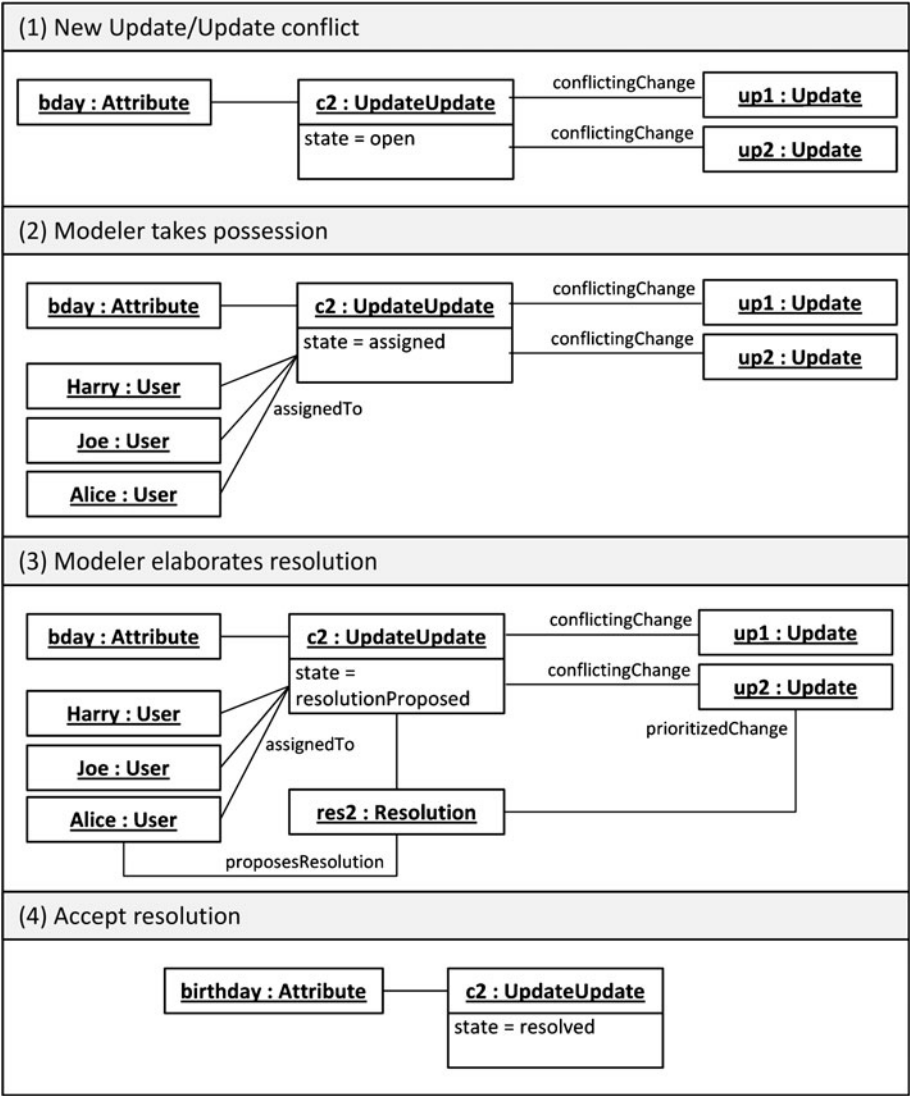 (1) New Update/Update conflict
bday : Attribute
c2 : UpdateUpdate
state = open
conflictingChange
up1 : Update
conflictingChange
up2 : Update
(2) Modeler takes possession
bday : Attribute
c2 : UpdateUpdate
state = assigned
conflictingChange
up1 : Update
conflictingChange
up2 : Update
Harry : User
assignedTo
Joe : User
Alice : User
(3) Modeler elaborates resolution
bday : Attribute
c2 : UpdateUpdate
state =
resolutionProposed
conflictingChange
up1 : Update
conflictingChange
up2 : Update
Harry : User
prioritizedChange
assignedTo
Joe : User
Alice : User
res2 : Resolution
proposesResolution
(4) Accept resolution
birthday : Attribute
c2 : UpdateUpdate
state = resolved